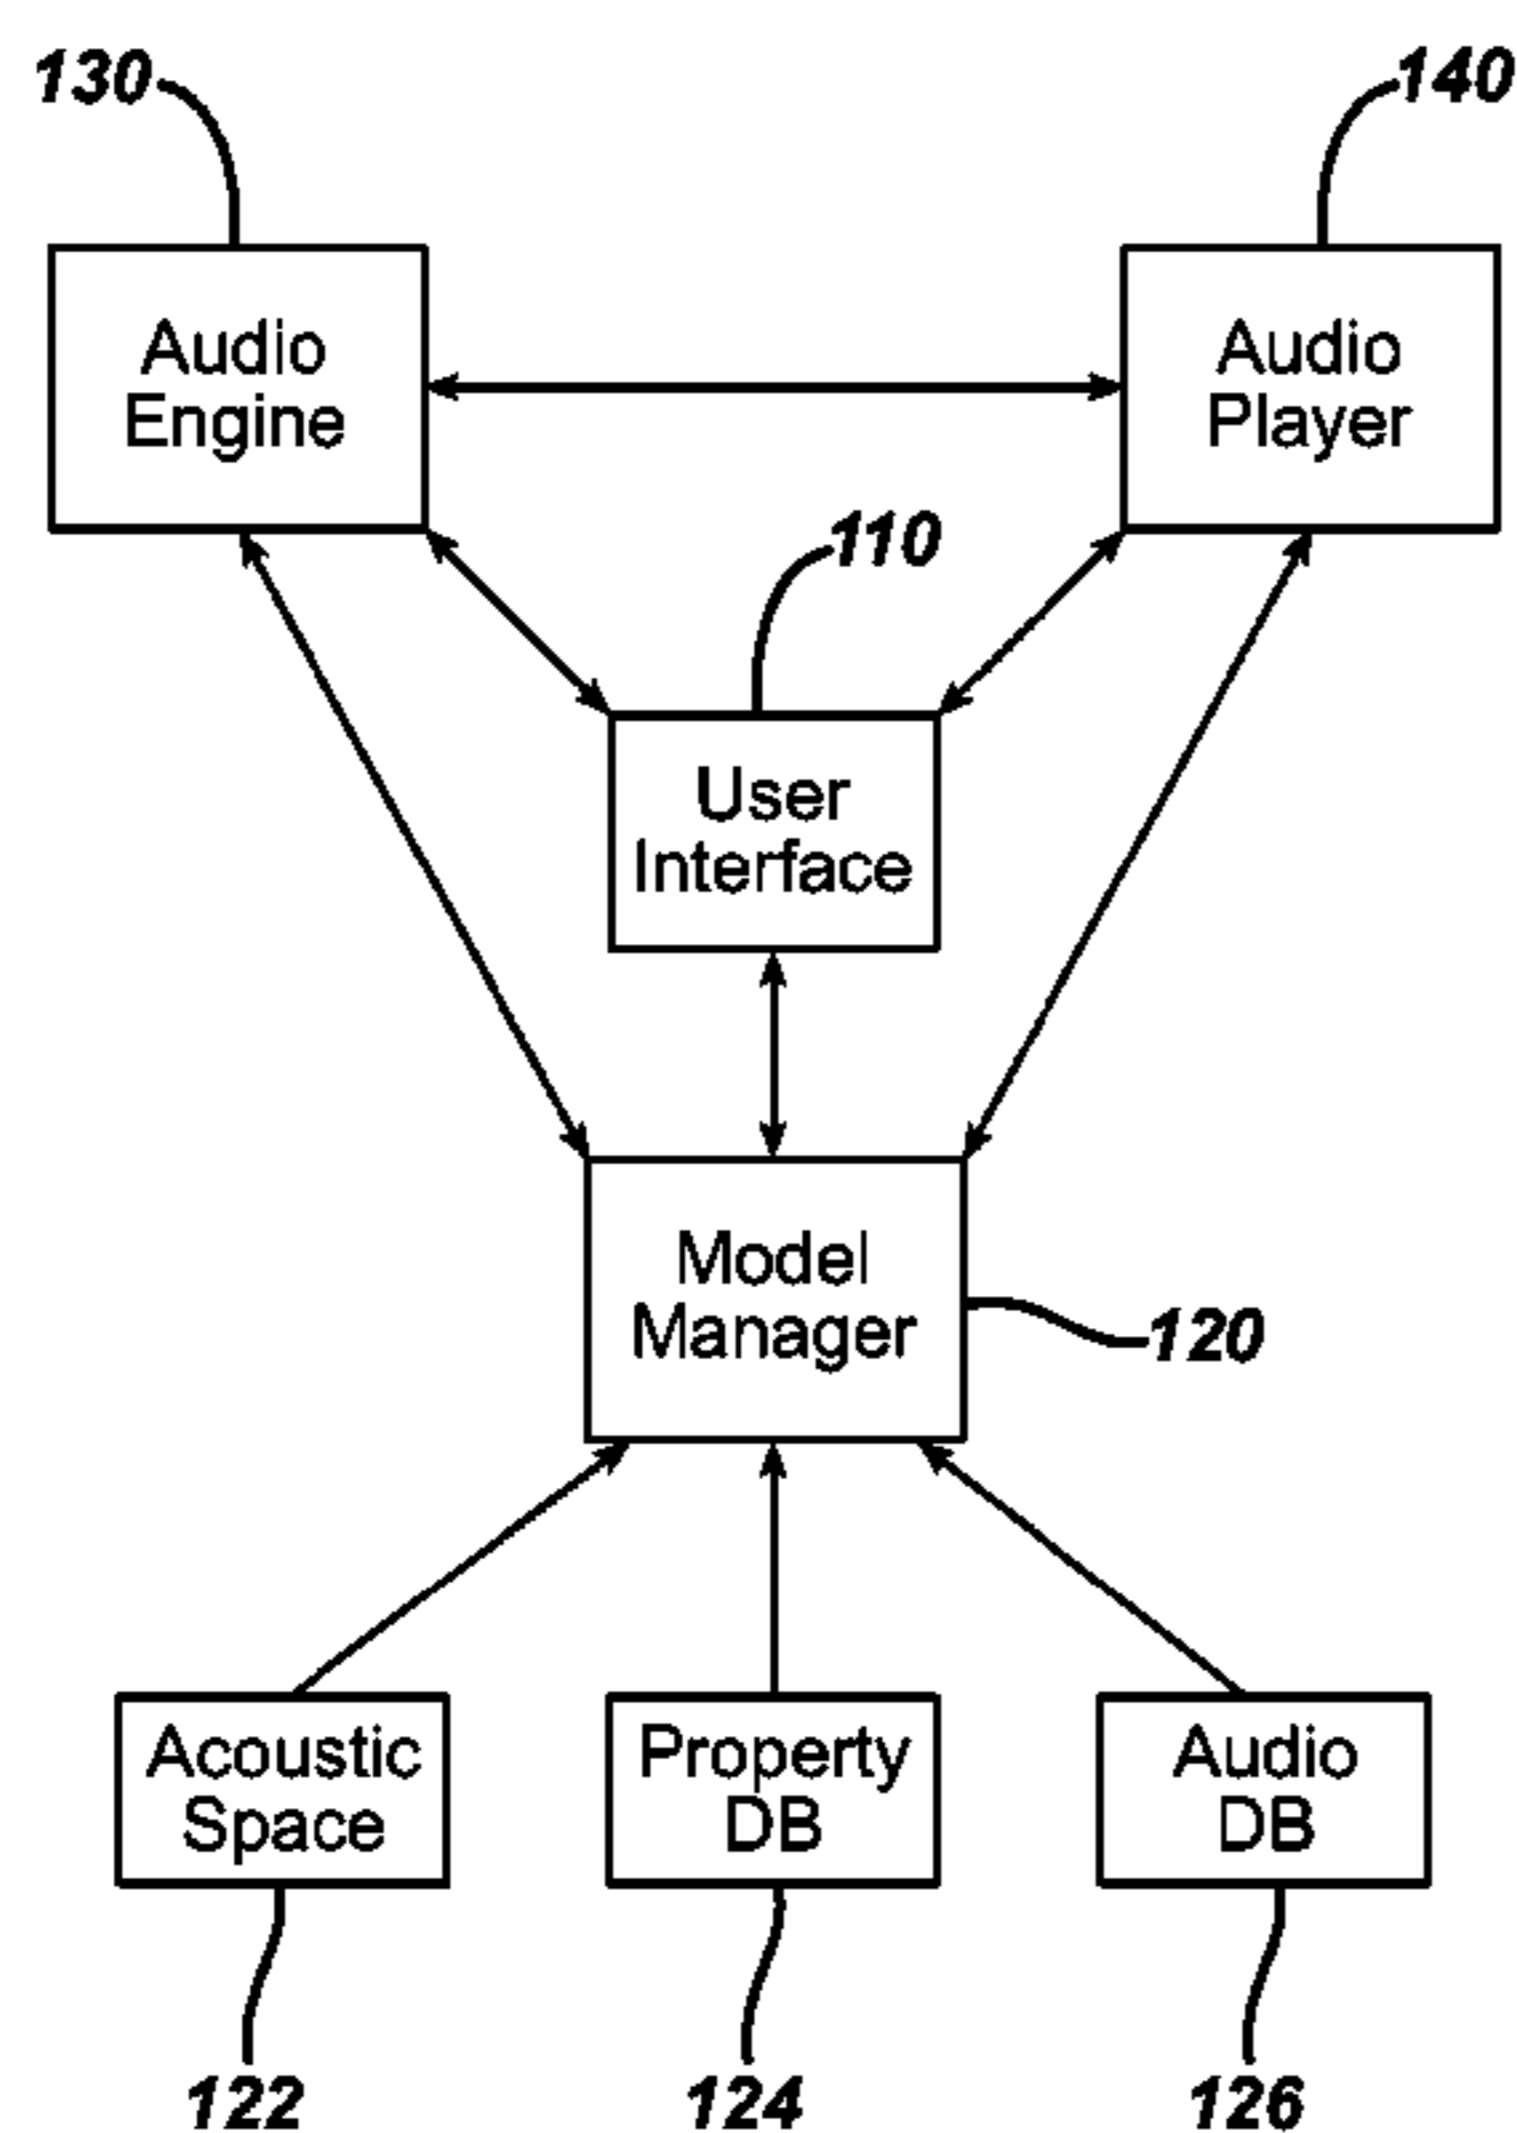 130
140
Audio
Engine
Audio
Player
110
User
Interface
Model
Manager
120
Acoustic
Space
Property
DB
Audio
DB
122
124
126